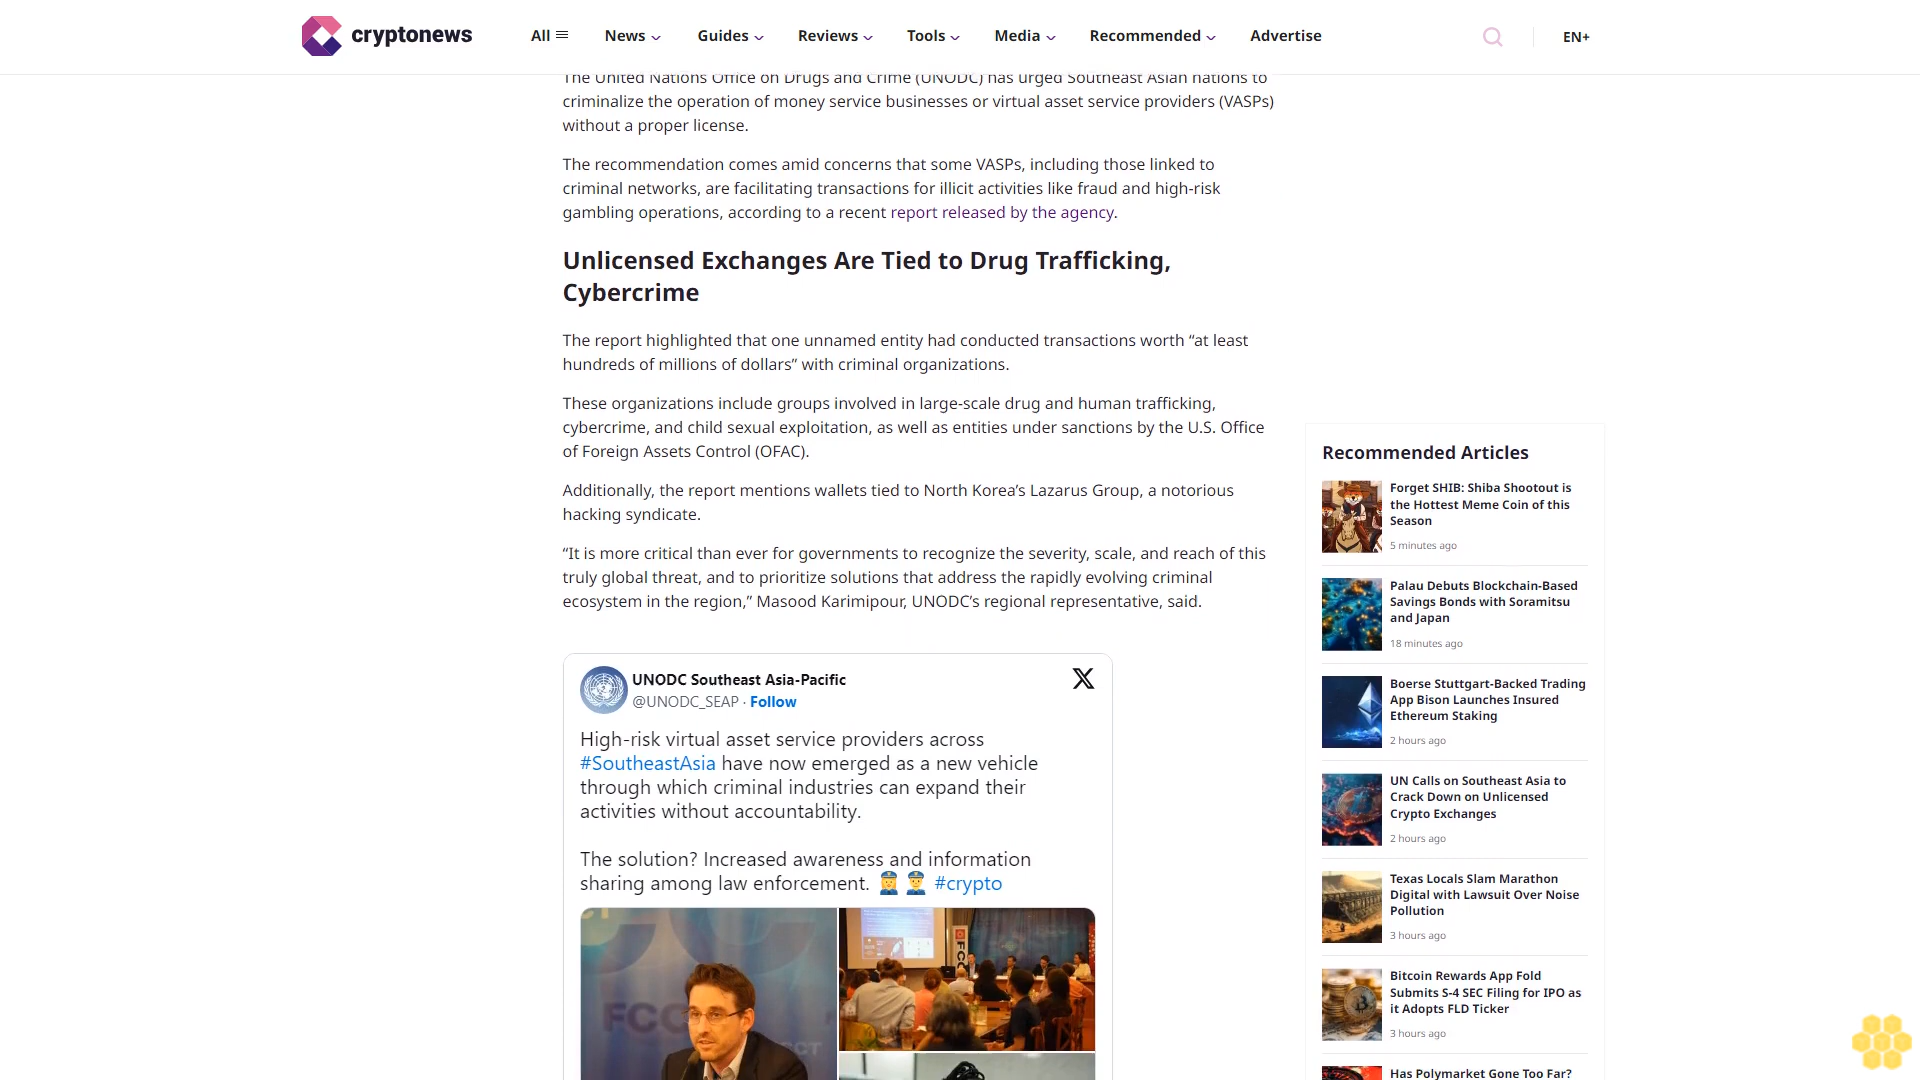 cryptonews
All
News
Guides
Reviews
Tools
Media
Recommended
Advertise
EN+
The United Nations Office on Drugs and Crime (UNODC) has urged Southeast Asian nations to
criminalize the operation of money service businesses or virtual asset service providers (VASPs)
without a proper license.
The recommendation comes amid concerns that some VASPs, including those linked to
criminal networks, are facilitating transactions for illicit activities like fraud and high-risk
gambling operations, according to a recent report released by the agency.
Unlicensed Exchanges Are Tied to Drug Trafficking,
Cybercrime
The report highlighted that one unnamed entity had conducted transactions worth “at least
hundreds of millions of dollars” with criminal organizations.
These organizations include groups involved in large-scale drug and human trafficking,
cybercrime, and child sexual exploitation, as well as entities under sanctions by the U.S. Office
of Foreign Assets Control (OFAC).
Additionally, the report mentions wallets tied to North Korea’s Lazarus Group, a notorious
hacking syndicate.
“It is more critical than ever for governments to recognize the severity, scale, and reach of this
truly global threat, and to prioritize solutions that address the rapidly evolving criminal
ecosystem in the region,” Masood Karimipour, UNODC’s regional representative, said.
UNODC Southeast Asia-Pacific
@UNODC_SEAP · Follow
High-risk virtual asset service providers across
#SoutheastAsia have now emerged as a new vehicle
through which criminal industries can expand their
activities without accountability.
The solution? Increased awareness and information
sharing among law enforcement. 👮‍♀️ 👮‍♂️ #crypto
FCC
Recommended Articles
Forget SHIB: Shiba Shootout is
the Hottest Meme Coin of this
Season
5 minutes ago
Palau Debuts Blockchain-Based
Savings Bonds with Soramitsu
and Japan
18 minutes ago
Boerse Stuttgart-Backed Trading
App Bison Launches Insured
Ethereum Staking
2 hours ago
UN Calls on Southeast Asia to
Crack Down on Unlicensed
Crypto Exchanges
2 hours ago
Texas Locals Slam Marathon
Digital with Lawsuit Over Noise
Pollution
3 hours ago
Bitcoin Rewards App Fold
Submits S-4 SEC Filing for IPO as
it Adopts FLD Ticker
3 hours ago
Has Polymarket Gone Too Far?